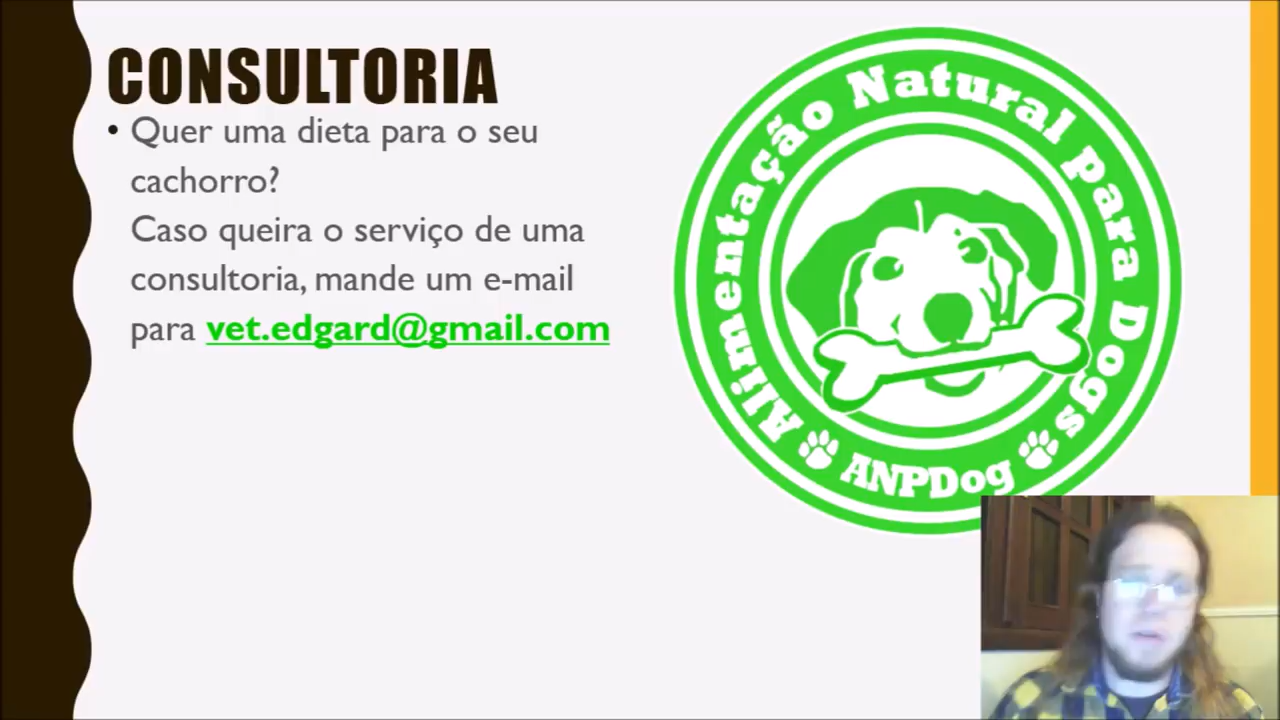 CONSULTORIA
• Quer uma dieta para o seu
cachorro?
Caso queira o serviço de uma
consultoria, mande um e-mail
para vet.edgard@gmail.com
Alimentação Natural para Dogs
ANPDog